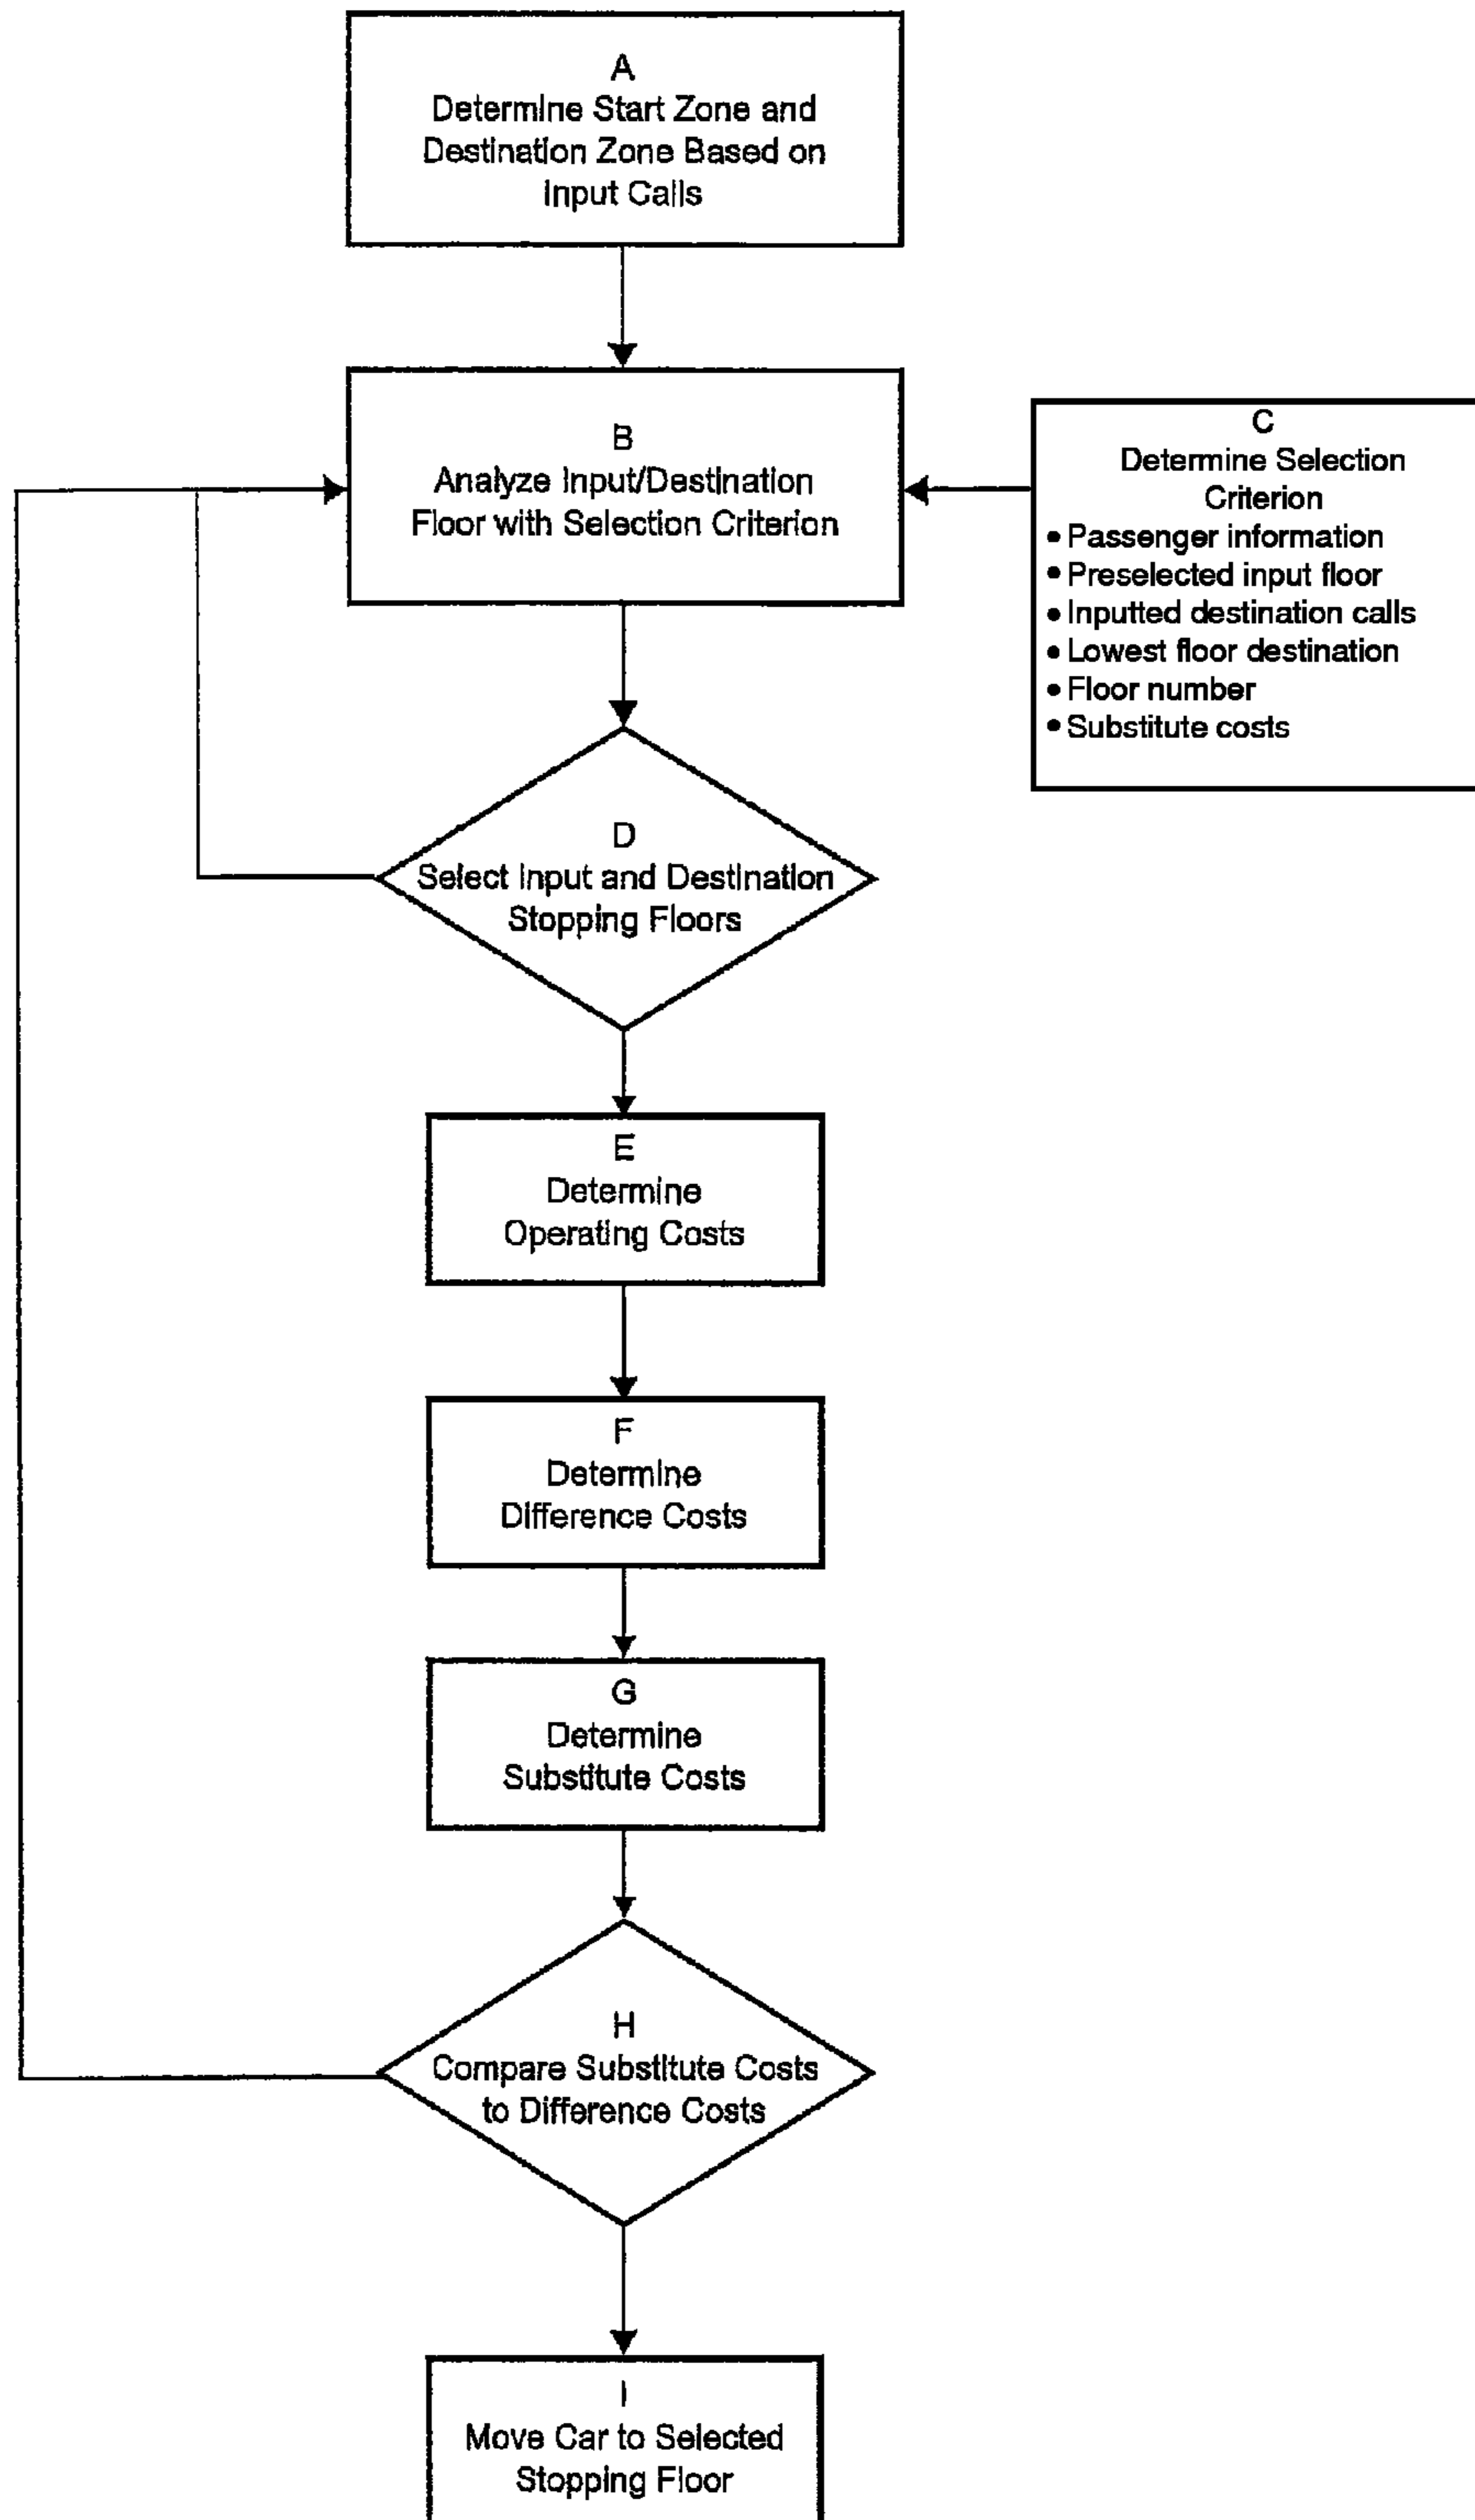 A
Determine Start Zone and
Destination Zone Based on
Input Calls
B
Analyze Input/Destination
Floor with Selection Criterion
C
Determine Selection
Criterion
• Passenger information
• Preselected input floor
• Inputted destination calls
• Lowest floor destination
• Floor number
• Substitute costs
D
Select Input and Destination
Stopping Floors
E
Determine
Operating Costs
F
Determine
Difference Costs
G
Determine
Substitute Costs
H
Compare Substitute Costs
to Difference Costs
I
Move Car to Selected
Stopping Floor